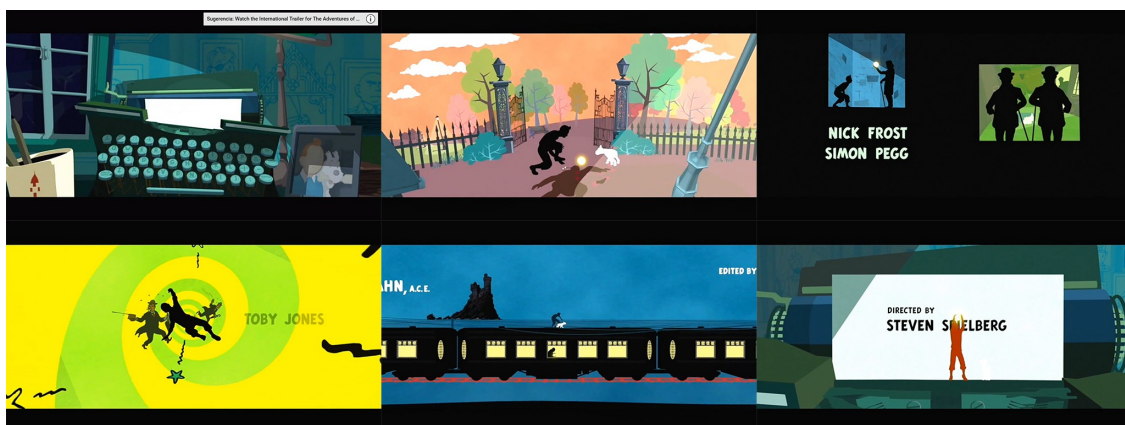 Sugerencia: Watch the International Trailer for The Adventures of ...
NICK FROST
SIMON PEGG
TOBY JONES
AHN, A.C.E.
EDITED BY
DIRECTED BY
STEVEN SPIELBERG